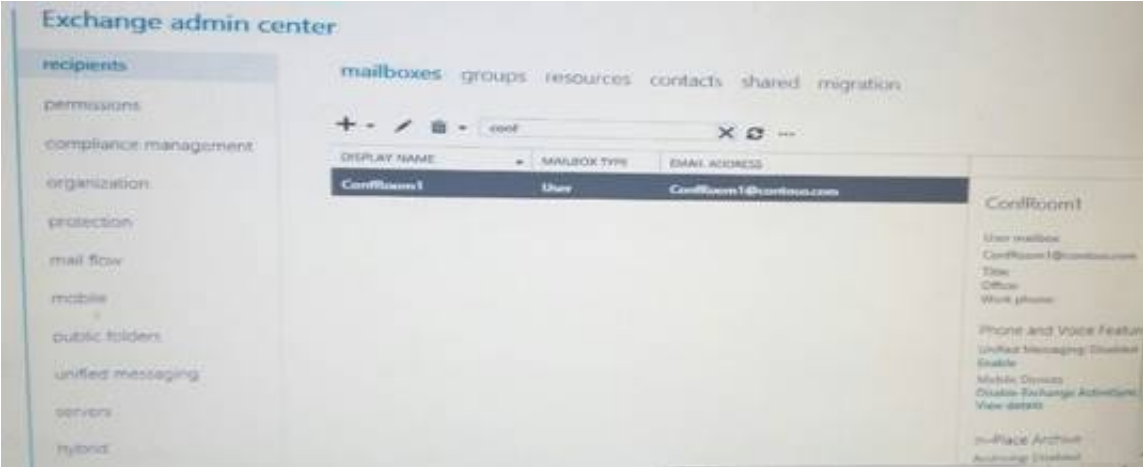 Exchange admin center
recipients
permissions
compliance management
organization
protection
mail flow
mobile
public folders
unified messaging
servers
hybrid
mailboxes groups resources contacts shared migration
conf
DISPLAY NAME MAILBOX TYPE EMAIL ADDRESS
ConfRoom1 User ConfRoom1@contoso.com
ConfRoom1
User mailbox
ConfRoom1@contoso.com
Title:
Office:
Work phone:
Phone and Voice Featur
Unified Messaging: Disabled
Enable
Mobile Devices
Disable Exchange ActiveSync
View details
In-Place Archive
Archiving: Disabled